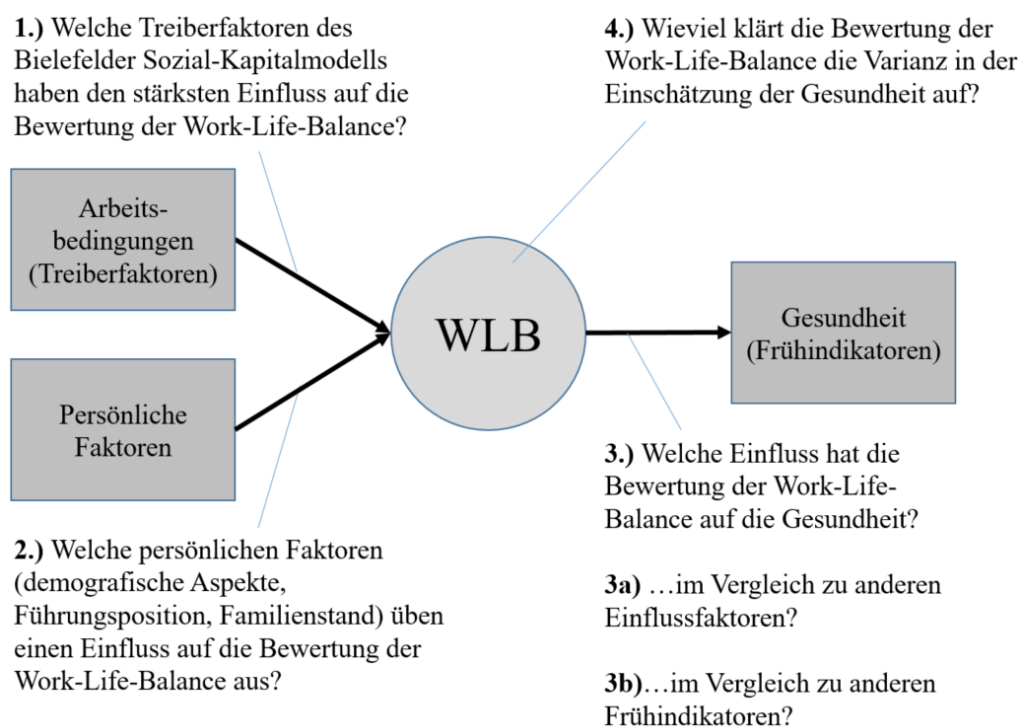 1.) Welche Treiberfaktoren des
Bielefelder Sozial-Kapitalmodells
haben den stärksten Einfluss auf die
Bewertung der Work-Life-Balance?
4.) Wieviel klärt die Bewertung der
Work-Life-Balance die Varianz in der
Einschätzung der Gesundheit auf?
Arbeits-
bedingungen
(Treiberfaktoren)
WLB
Gesundheit
(Frühindikatoren)
Persönliche
Faktoren
2.) Welche persönlichen Faktoren
(demografische Aspekte,
Führungsposition, Familienstand) üben
einen Einfluss auf die Bewertung der
Work-Life-Balance aus?
3.) Welche Einfluss hat die
Bewertung der Work-Life-
Balance auf die Gesundheit?
3a) …im Vergleich zu anderen
Einflussfaktoren?
3b)…im Vergleich zu anderen
Frühindikatoren?